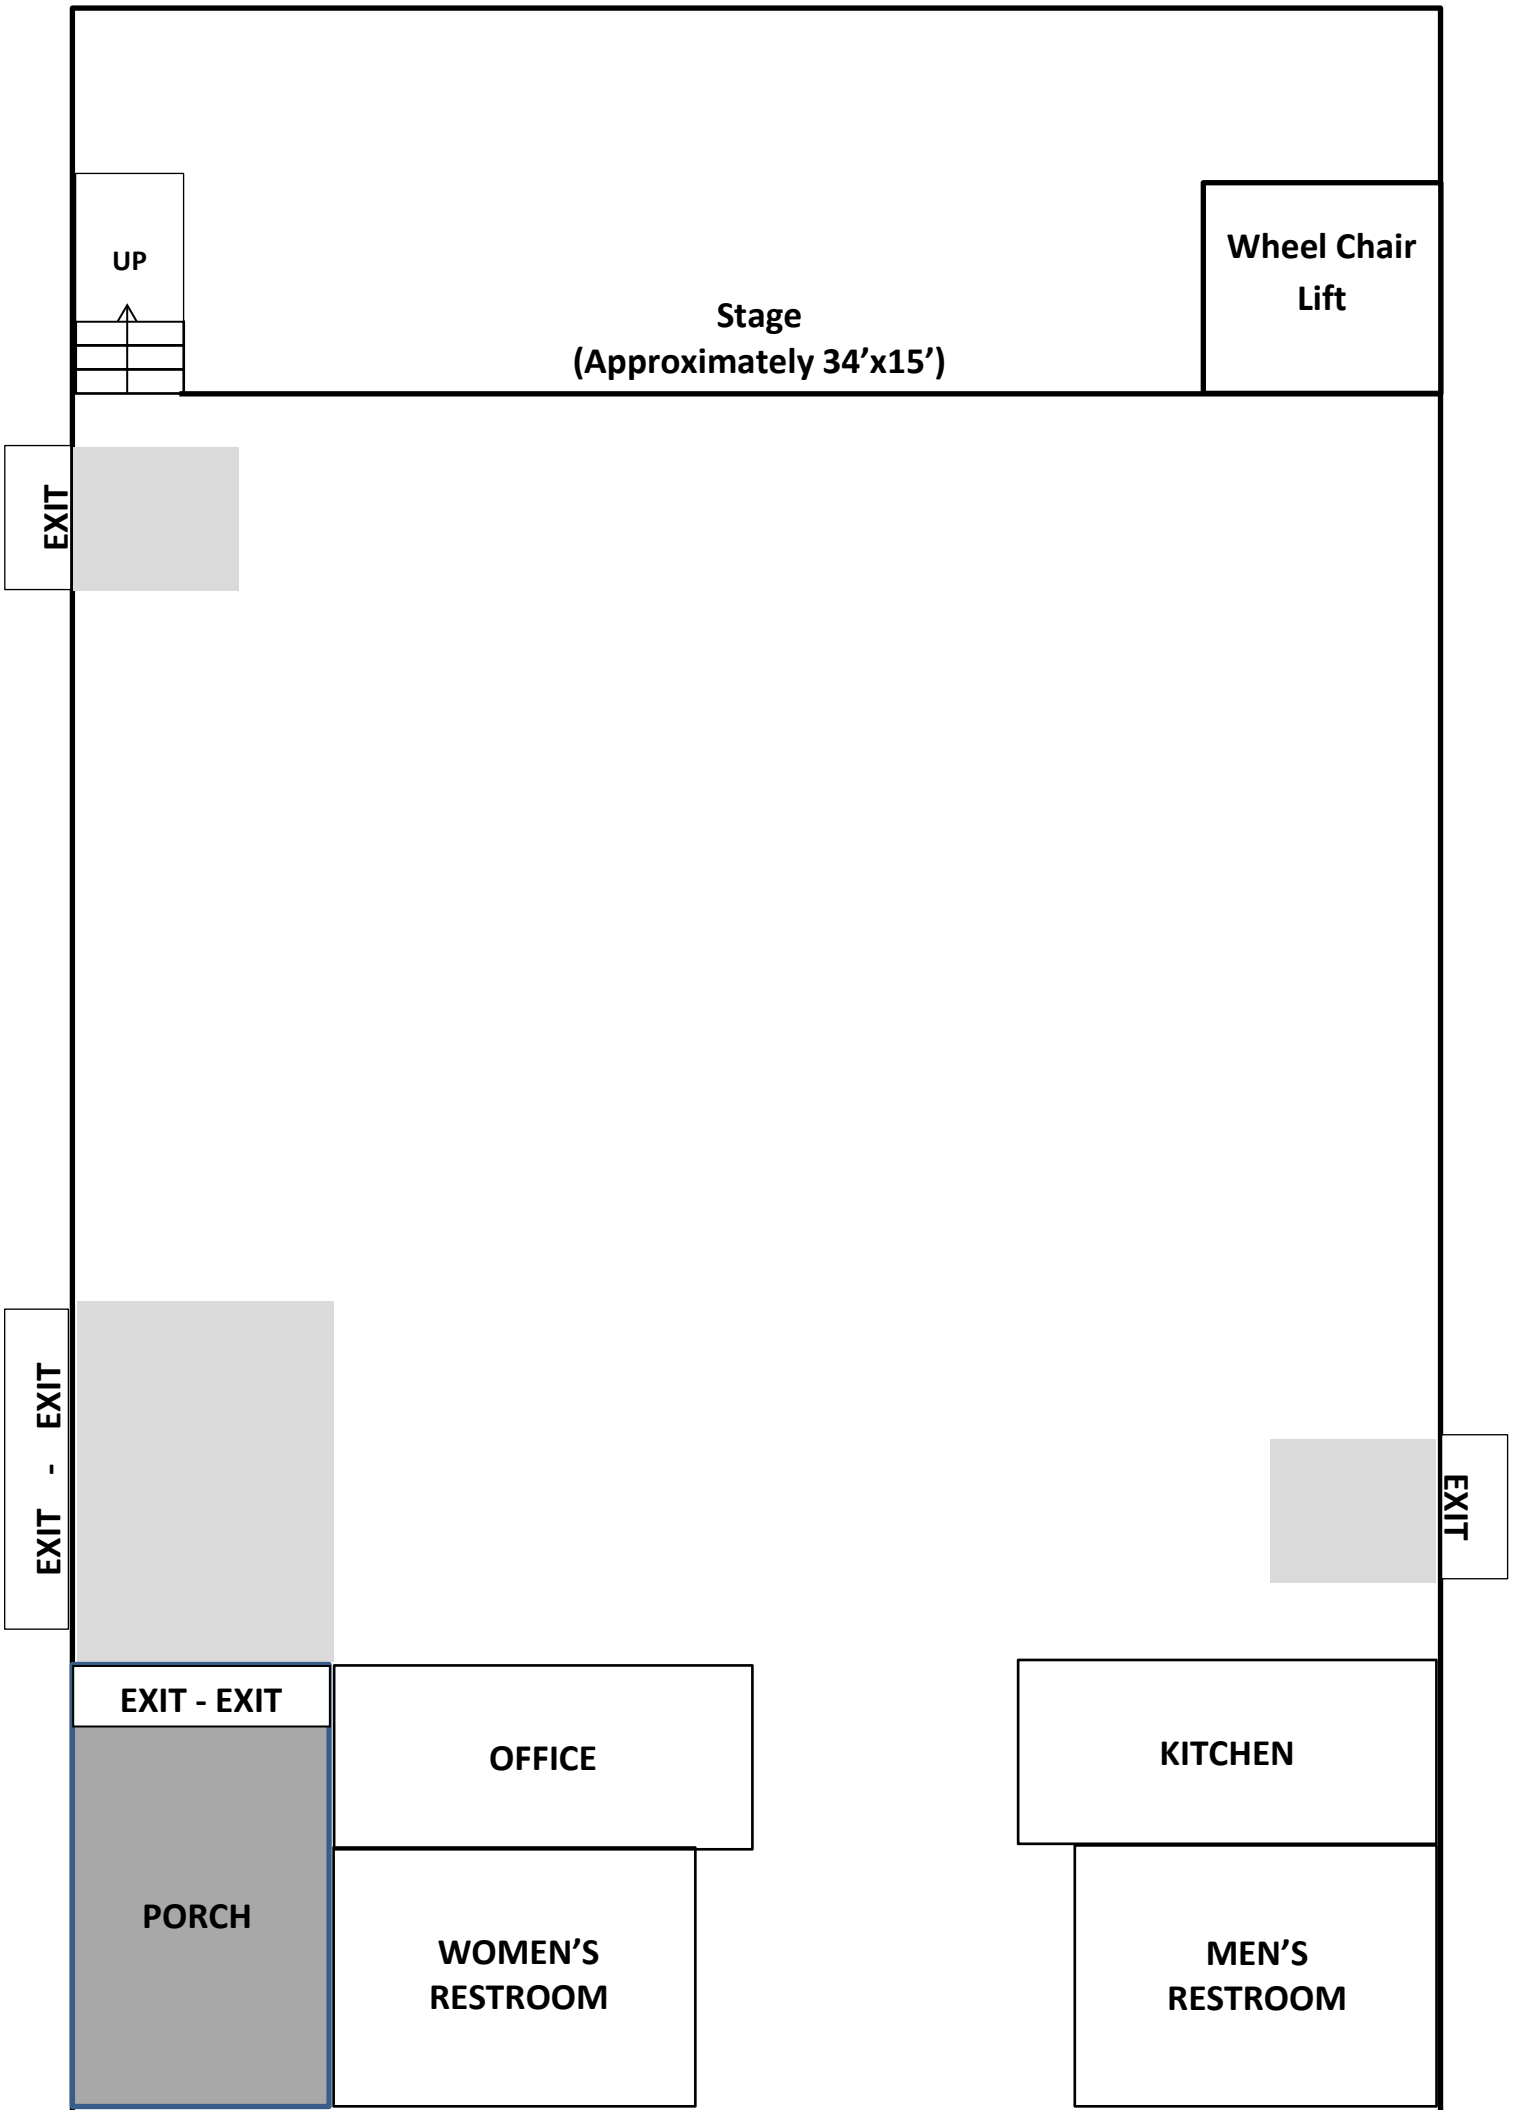 UP
Wheel Chair
Lift
Stage
(Approximately 34’x15’)
EXIT
EXIT - EXIT
EXIT
EXIT - EXIT
OFFICE
KITCHEN
PORCH
WOMEN’S
RESTROOM
MEN’S
RESTROOM